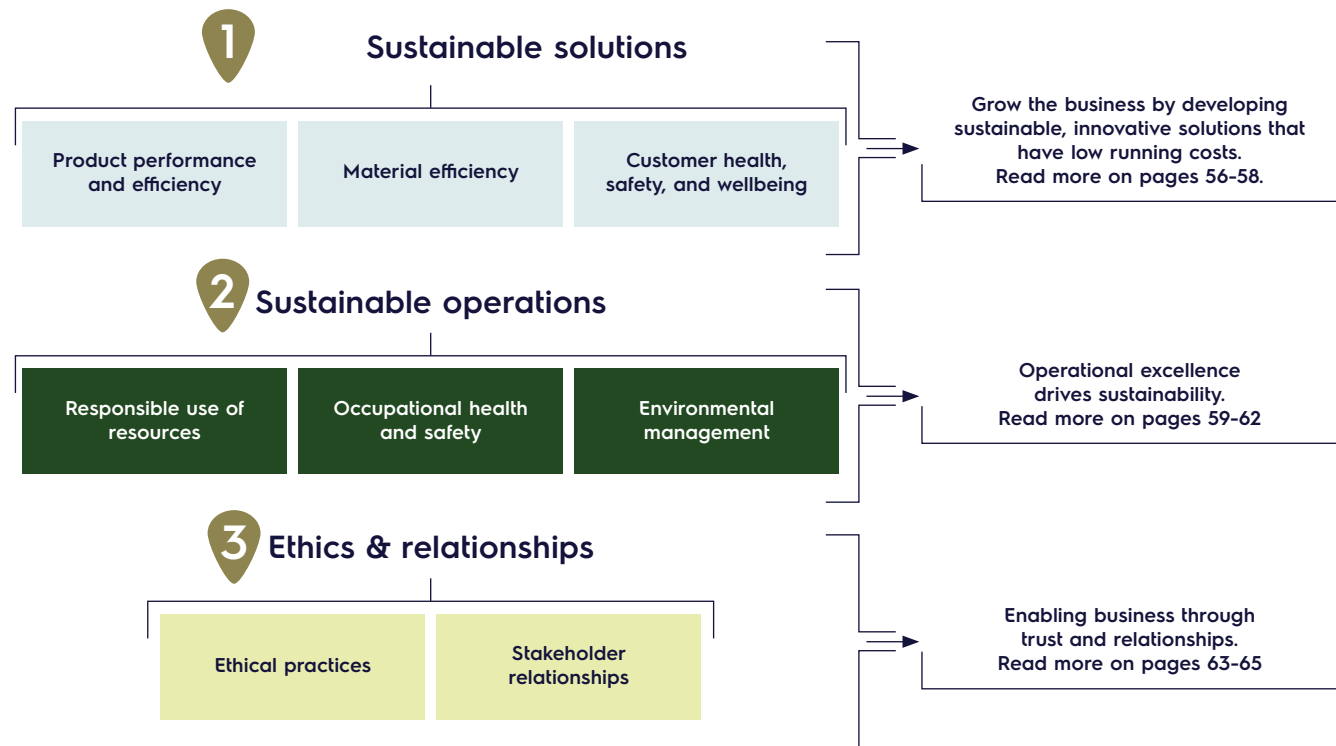 1
Sustainable solutions
Product performance
and efficiency
Material efficiency
Customer health,
safety, and wellbeing
Grow the business by developing
sustainable, innovative solutions that
have low running costs.
Read more on pages 56-58.
2
Sustainable operations
Responsible use of
resources
Occupational health
and safety
Environmental
management
Operational excellence
drives sustainability.
Read more on pages 59-62
3
Ethics & relationships
Ethical practices
Stakeholder
relationships
Enabling business through
trust and relationships.
Read more on pages 63-65